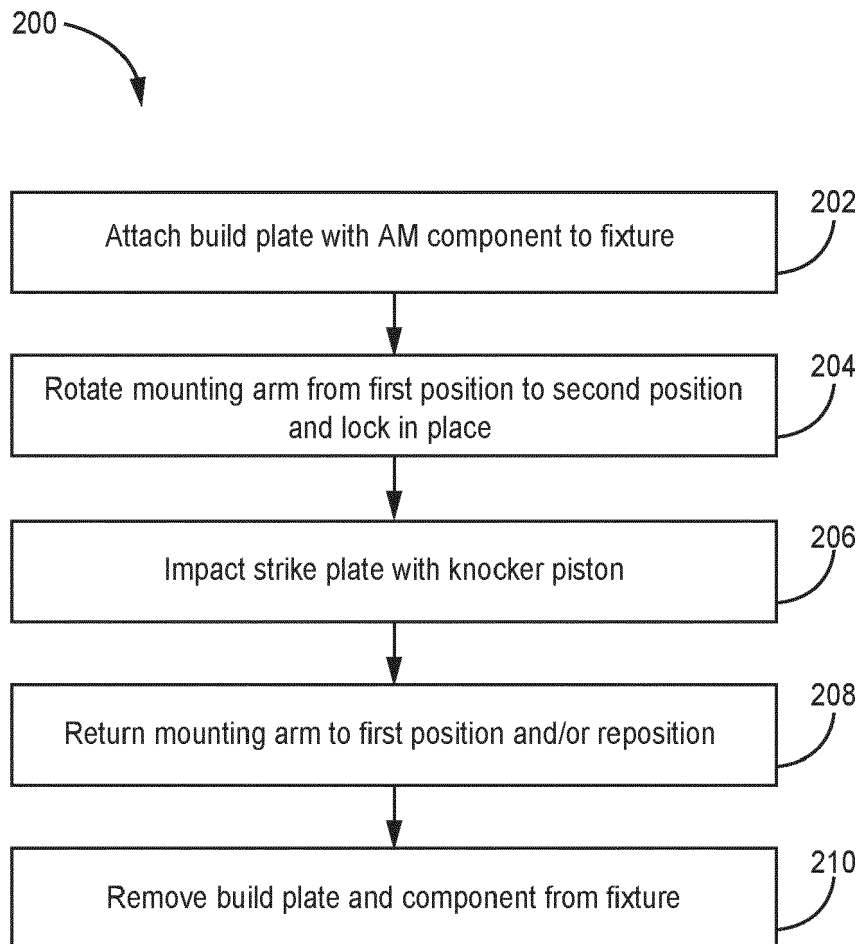 200
202
Attach build plate with AM component to fixture
204
Rotate mounting arm from first position to second position
and lock in place
206
Impact strike plate with knocker piston
208
Return mounting arm to first position and/or reposition
210
Remove build plate and component from fixture